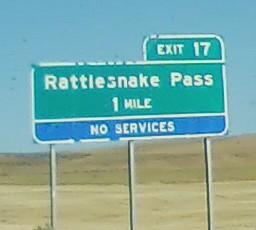 EXIT 17
Rattlesnake Pass
1 MILE
NO SERVICES